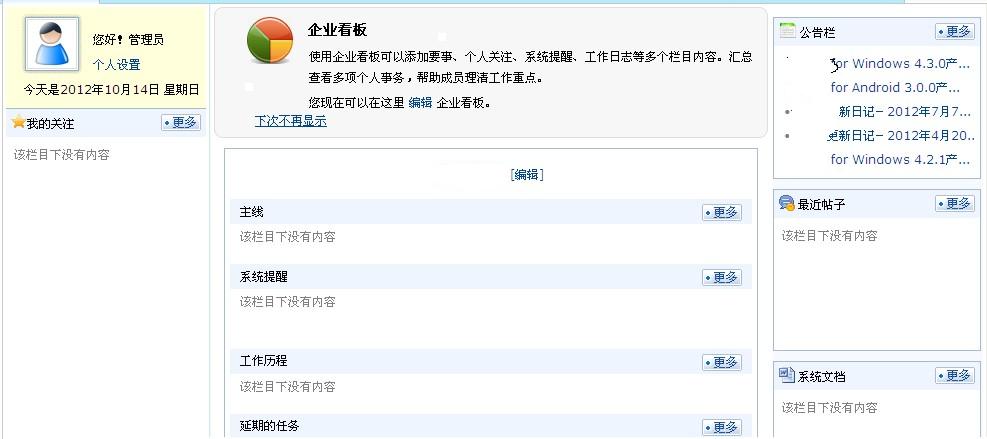 您好！管理员
个人设置
今天是2012年10月14日 星期日
我的关注
更多
该栏目下没有内容
企业看板
使用企业看板可以添加要事、个人关注、系统提醒、工作日志等多个栏目内容。汇总
查看多项个人事务，帮助成员理清工作重点。
您现在可以在这里 编辑 企业看板。
下次不再显示
[编辑]
主线
更多
该栏目下没有内容
系统提醒
更多
该栏目下没有内容
工作历程
更多
该栏目下没有内容
延期的任务
更多
公告栏
更多
for Windows 4.3.0产...
for Android 3.0.0产...
新日记- 2012年7月7...
更新日记- 2012年4月20...
for Windows 4.2.1产...
最近帖子
更多
该栏目下没有内容
系统文档
更多
该栏目下没有内容